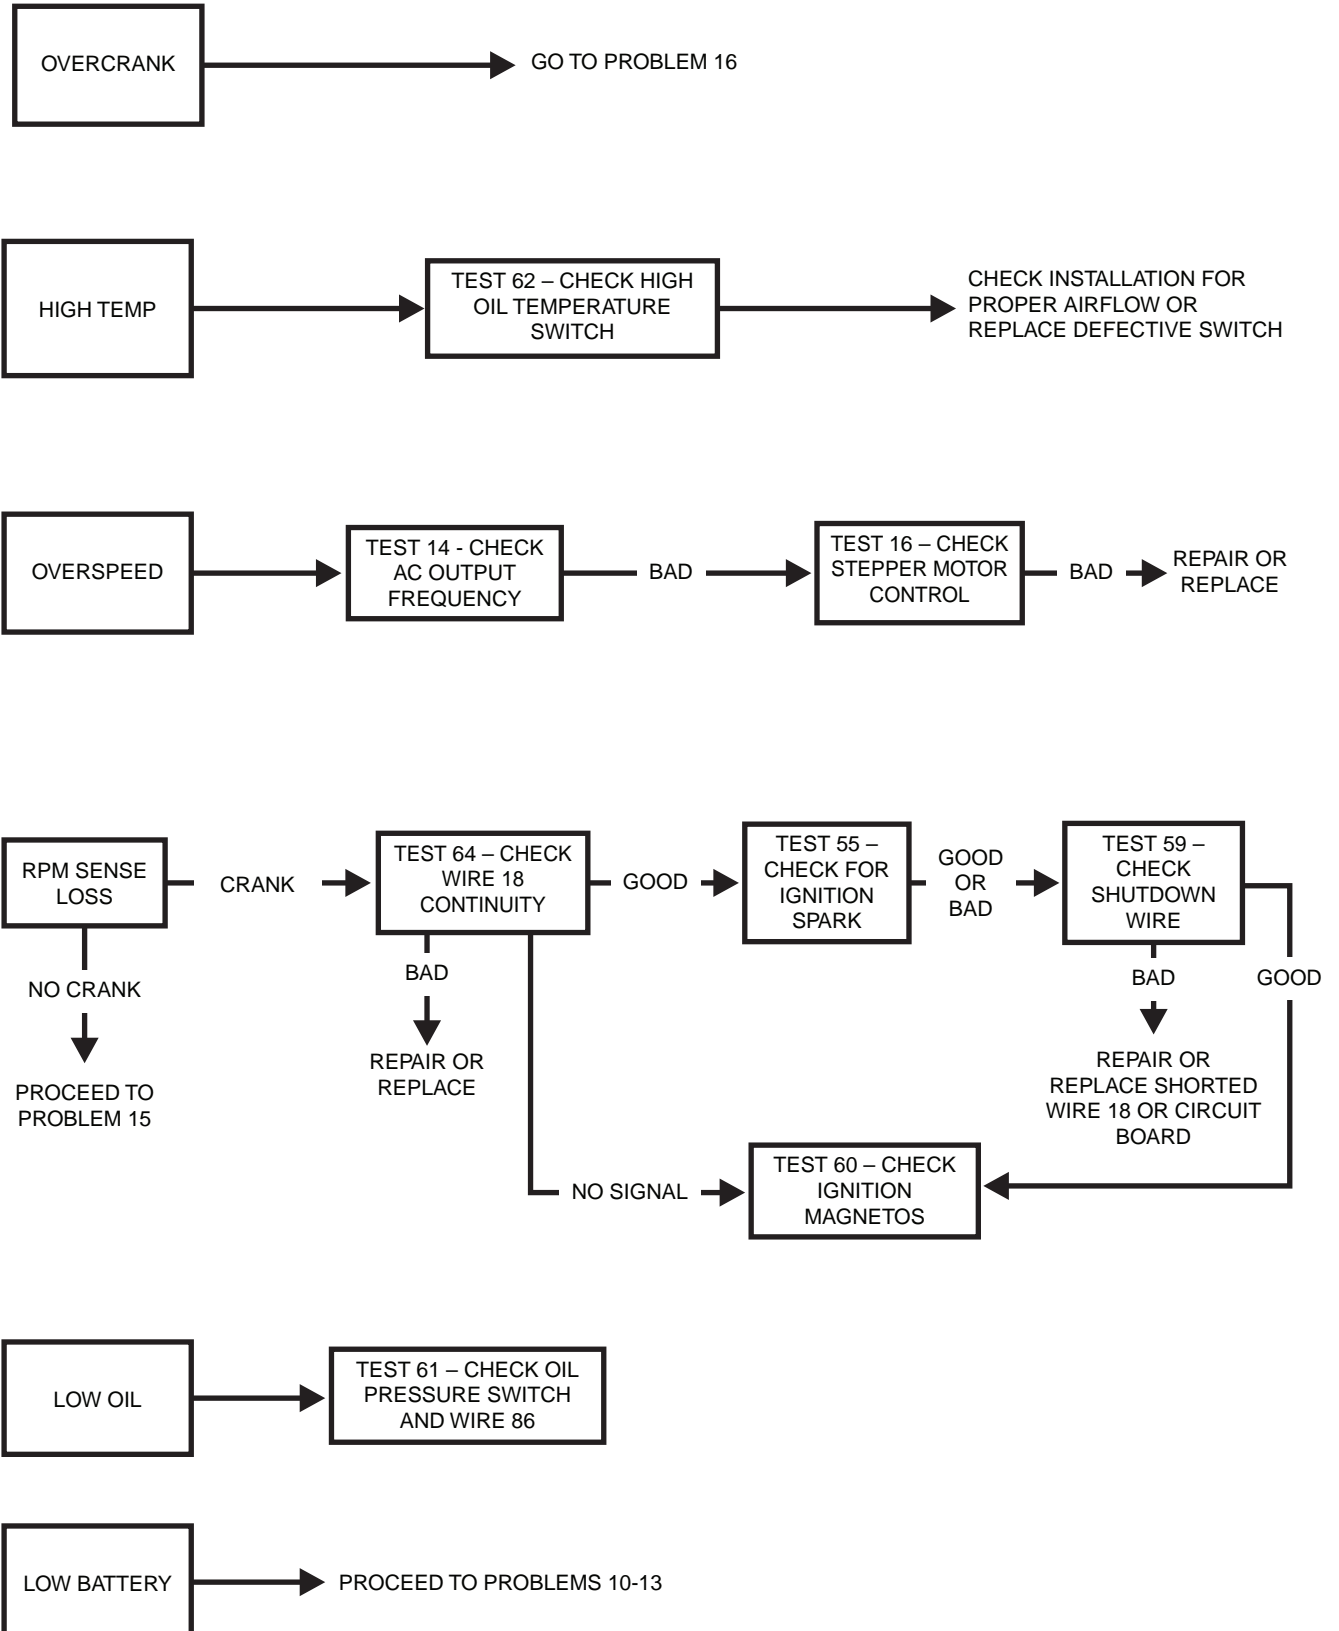 OVERCRANK
GO TO PROBLEM 16
HIGH TEMP
TEST 62 – CHECK HIGH
OIL TEMPERATURE
SWITCH
CHECK INSTALLATION FOR
PROPER AIRFLOW OR
REPLACE DEFECTIVE SWITCH
OVERSPEED
TEST 14 - CHECK
AC OUTPUT
FREQUENCY
BAD
TEST 16 – CHECK
STEPPER MOTOR
CONTROL
BAD
REPAIR OR
REPLACE
RPM SENSE
LOSS
CRANK
TEST 64 – CHECK
WIRE 18
CONTINUITY
GOOD
TEST 55 –
CHECK FOR
IGNITION
SPARK
GOOD
OR
BAD
TEST 59 –
CHECK
SHUTDOWN
WIRE
NO CRANK
PROCEED TO
PROBLEM 15
BAD
REPAIR OR
REPLACE
BAD
REPAIR OR
REPLACE SHORTED
WIRE 18 OR CIRCUIT
BOARD
GOOD
NO SIGNAL
TEST 60 – CHECK
IGNITION
MAGNETOS
LOW OIL
TEST 61 – CHECK OIL
PRESSURE SWITCH
AND WIRE 86
LOW BATTERY
PROCEED TO PROBLEMS 10-13